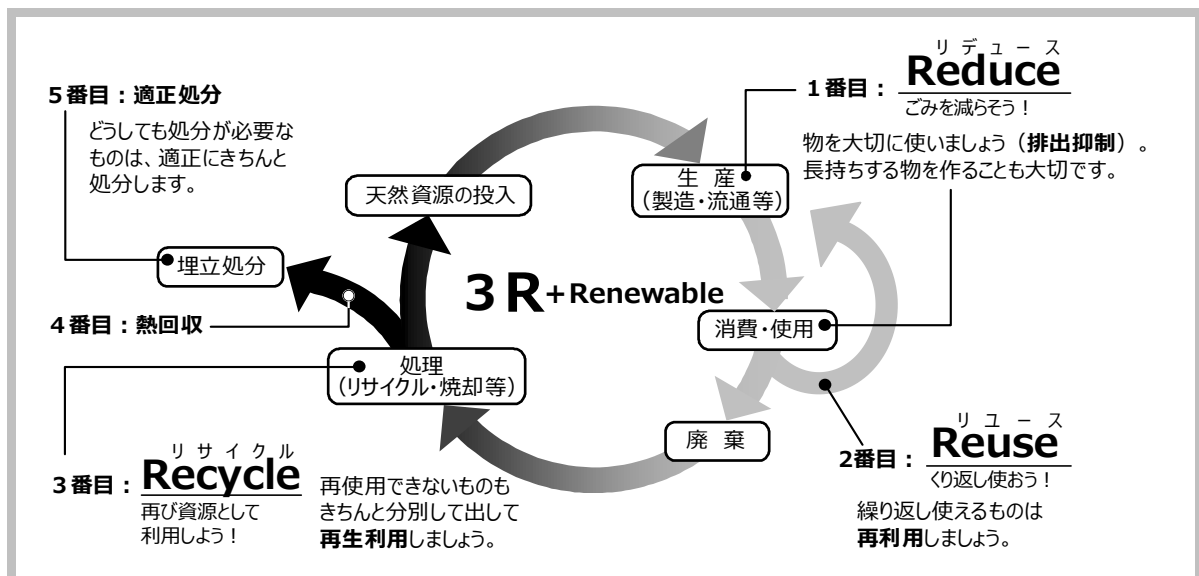 リデュース
1番目：Reduce
ごみを減らそう！
物を大切に使いましょう（排出抑制）。
長持ちする物を作ることも大切です。
5番目：適正処分
どうしても処分が必要な
ものは、適正にきちんと
処分します。
天然資源の投入
生 産
（製造・流通等）
埋立処分
3R+Renewable
4番目：熱回収
消費・使用
処理
（リサイクル・焼却等）
廃 棄
リユース
2番目：Reuse
くり返し使おう！
繰り返し使えるものは
再利用しましょう。
リサイクル
3番目：Recycle
再び資源として
利用しよう！
再使用できないものも
きちんと分別して出して
再生利用しましょう。